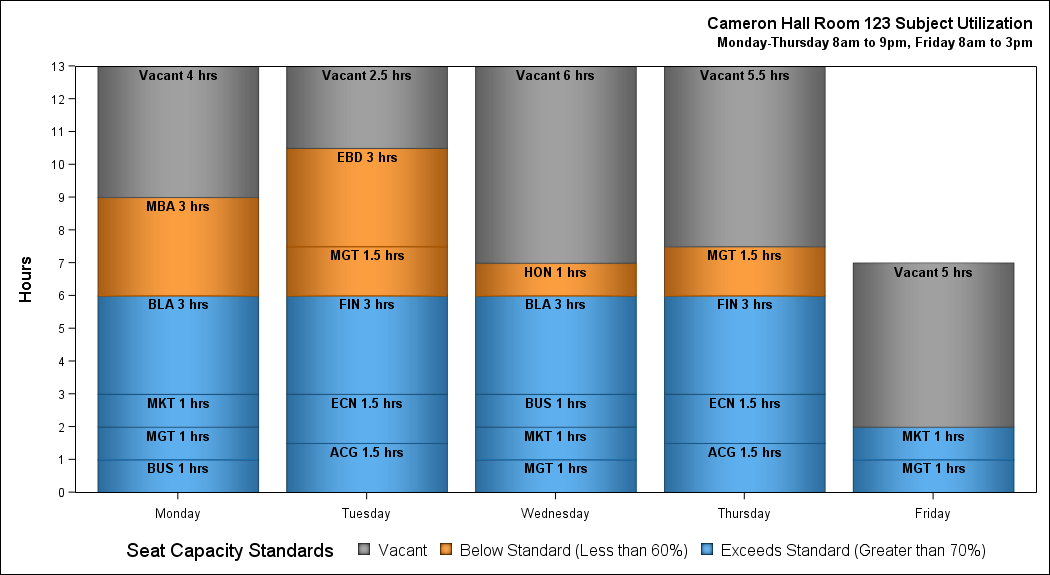 Cameron Hall Room 123 Subject Utilization
Monday-Thursday 8am to 9pm, Friday 8am to 3pm
Hours
13
12
11
10
9
8
7
6
5
4
3
2
1
0
Vacant 4 hrs
MBA 3 hrs
BLA 3 hrs
MKT 1 hrs
MGT 1 hrs
BUS 1 hrs
Vacant 2.5 hrs
EBD 3 hrs
MGT 1.5 hrs
FIN 3 hrs
ECN 1.5 hrs
ACG 1.5 hrs
Vacant 6 hrs
HON 1 hrs
BLA 3 hrs
BUS 1 hrs
MKT 1 hrs
MGT 1 hrs
Vacant 5.5 hrs
MGT 1.5 hrs
FIN 3 hrs
ECN 1.5 hrs
ACG 1.5 hrs
Vacant 5 hrs
MKT 1 hrs
MGT 1 hrs
Monday Tuesday Wednesday Thursday Friday
Seat Capacity Standards Vacant Below Standard (Less than 60%) Exceeds Standard (Greater than 70%)